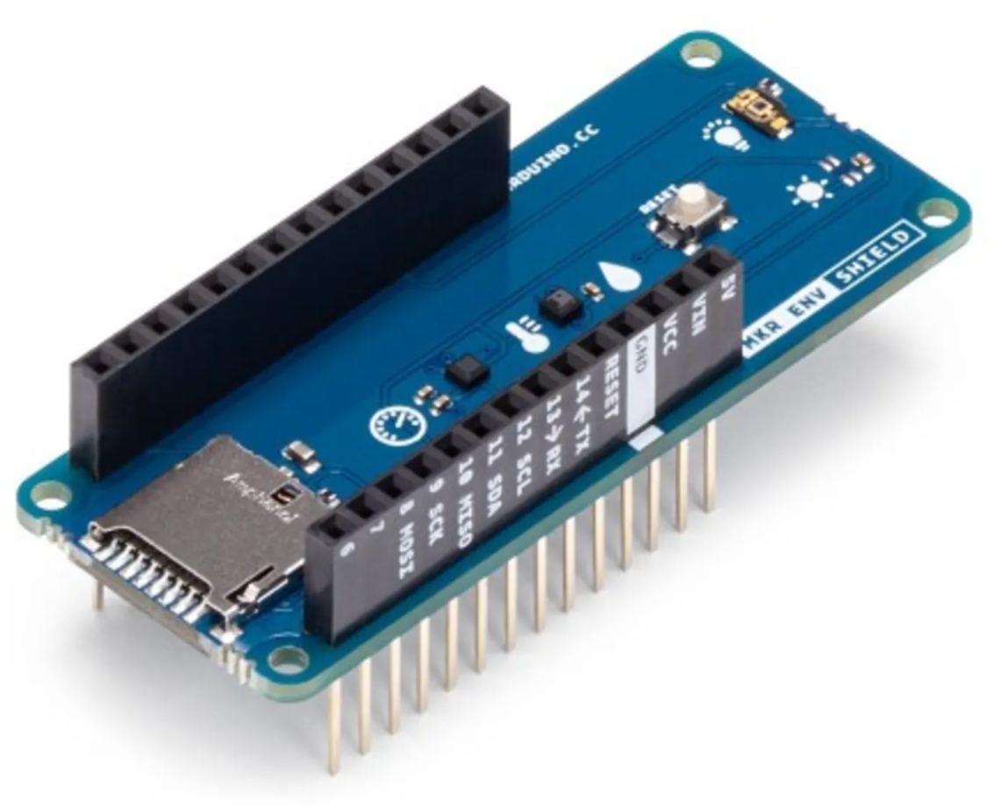 ARDUINO.CC
RESET
MKR ENV SHIELD
5V
VIN
VCC
GND
RESET
14←TX
13→RX
12 SCL
11 SDA
10 MISO
9 SCK
8 MOSI
7
6
Amphenol